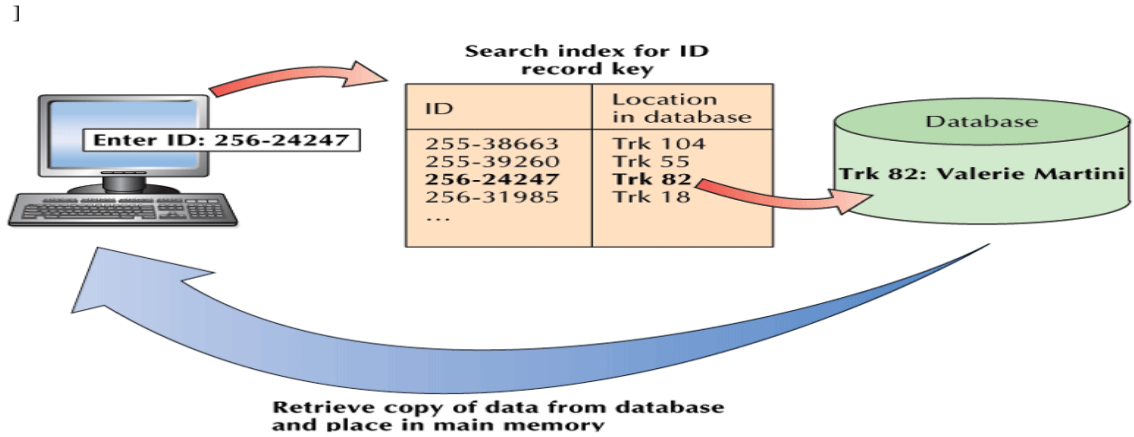 ]
Search index for ID
record key
Enter ID: 256-24247
ID
Location
in database
255-38663 Trk 104
255-39260 Trk 55
256-24247 Trk 82
256-31985 Trk 18
...
Database
Trk 82: Valerie Martini
Retrieve copy of data from database
and place in main memory